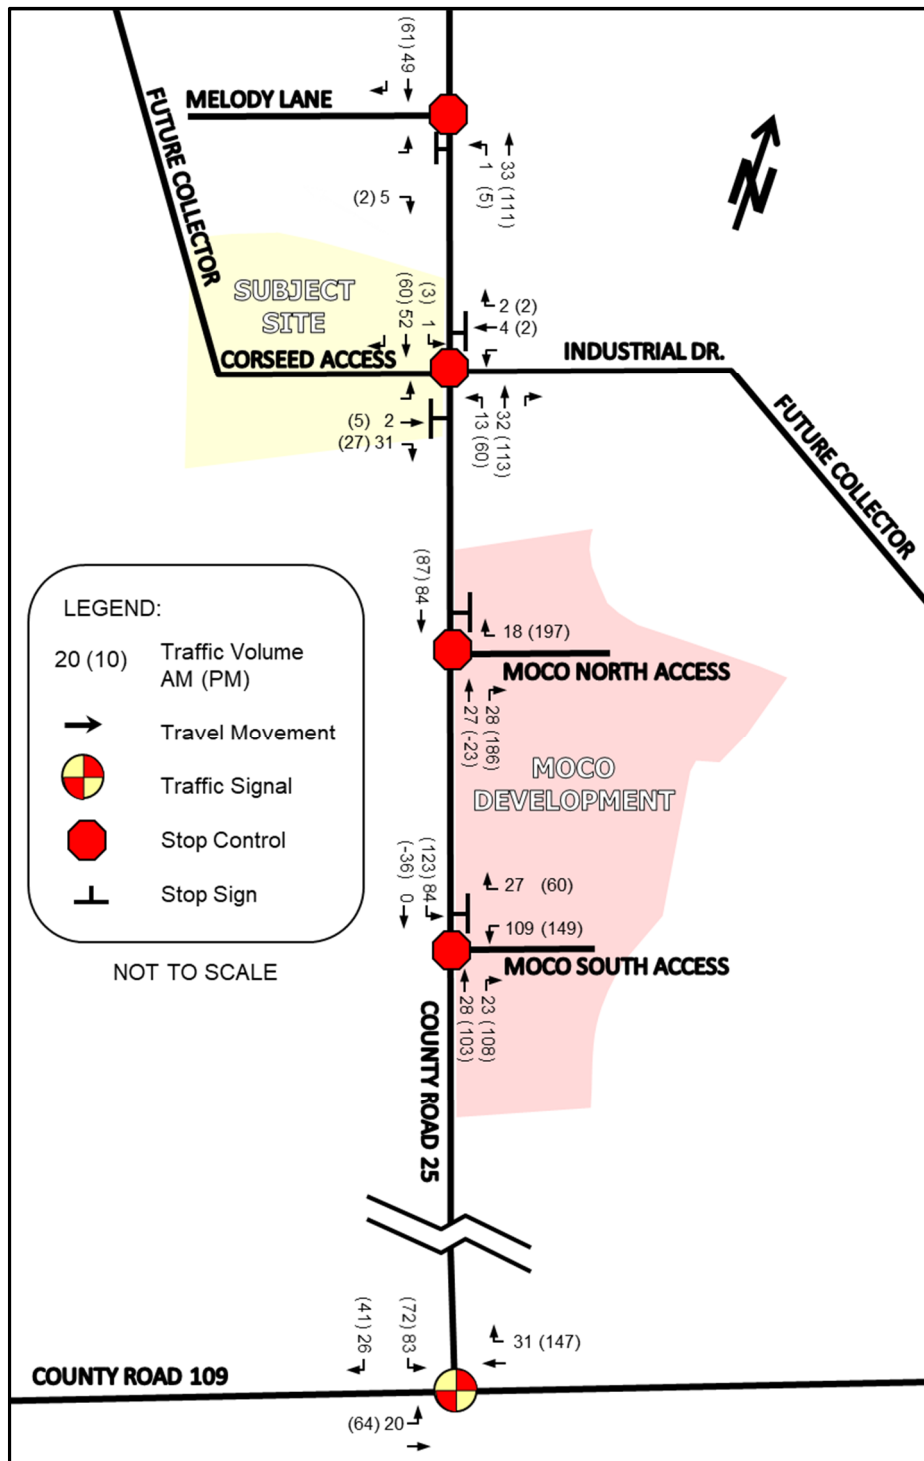 (61) 49
MELODY LANE
FUTURE COLLECTOR
1 (5)
33 (111)
(2) 5
N
SUBJECT
SITE
(60) 52
(3) 1
2 (2)
4 (2)
CORSEED ACCESS
INDUSTRIAL DR.
(5) 2
(27) 31
13 (60)
32 (113)
FUTURE COLLECTOR
(87) 84
18 (197)
MOCO NORTH ACCESS
27 (-23)
28 (186)
MOCO
DEVELOPMENT
LEGEND:
20 (10)
Traffic Volume
AM (PM)
Travel Movement
Traffic Signal
Stop Control
Stop Sign
NOT TO SCALE
(-36) 0
(123) 84
27 (60)
109 (149)
MOCO SOUTH ACCESS
28 (103)
23 (108)
COUNTY ROAD 25
(41) 26
(72) 83
31 (147)
COUNTY ROAD 109
(64) 20